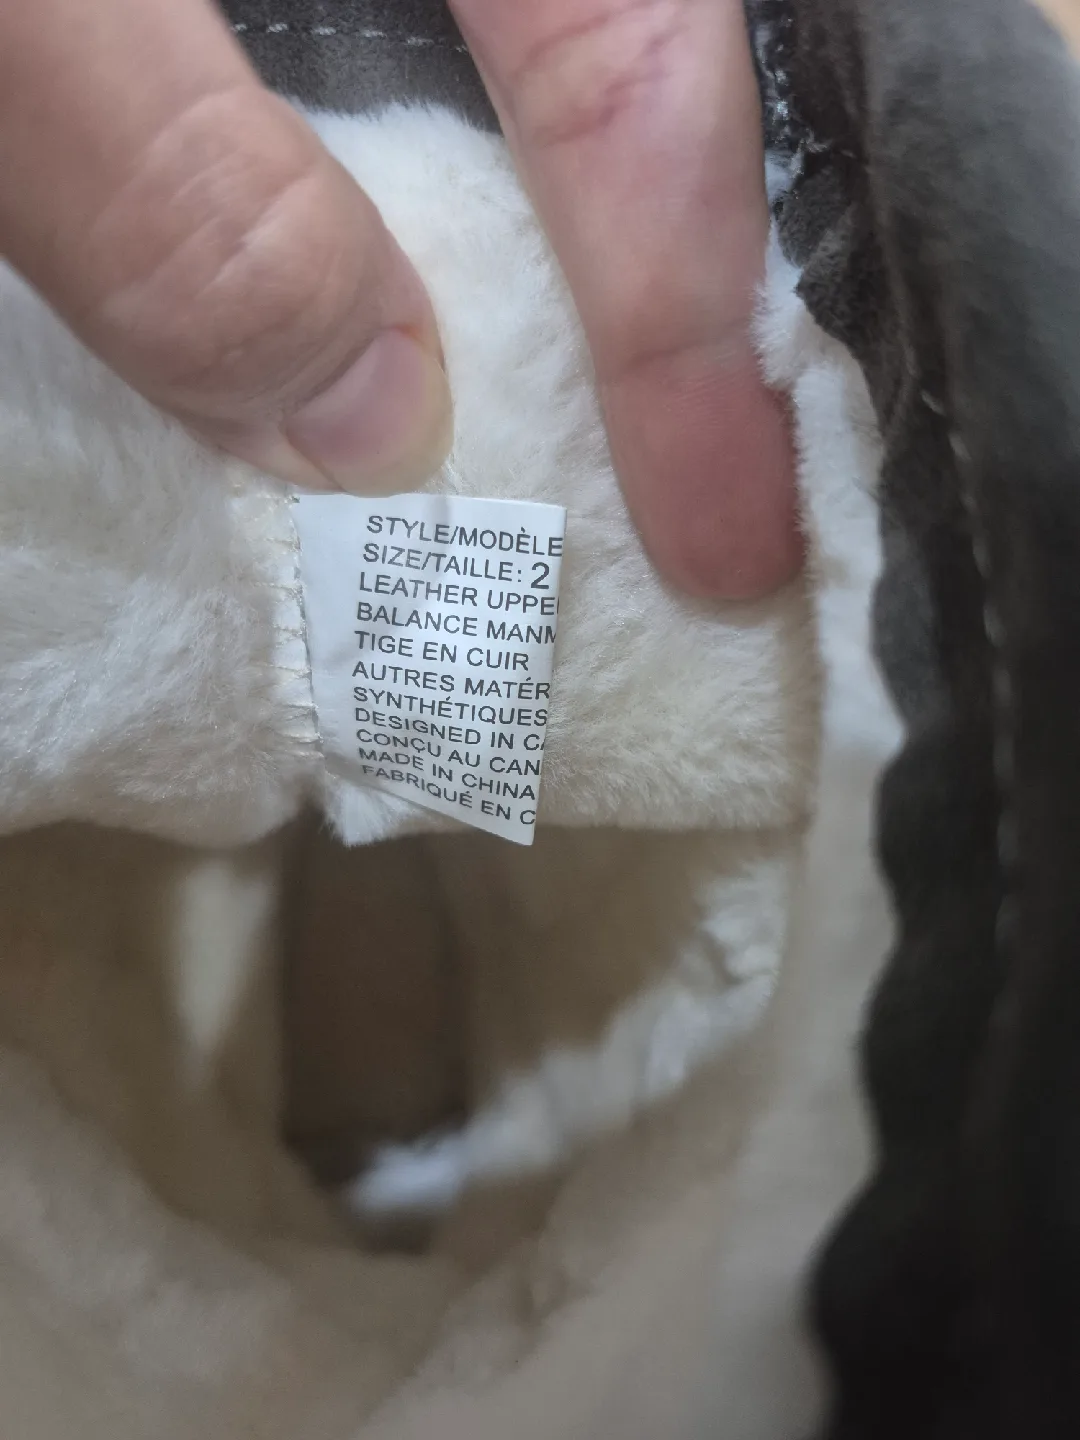 STYLE/MODÈLE
SIZE/TAILLE: 2
LEATHER UPPE
BALANCE MANM
TIGE EN CUIR
AUTRES MATÉR
SYNTHÉTIQUES
DESIGNED IN CA
CONÇU AU CAN
MADE IN CHINA
FABRIQUÉ EN C